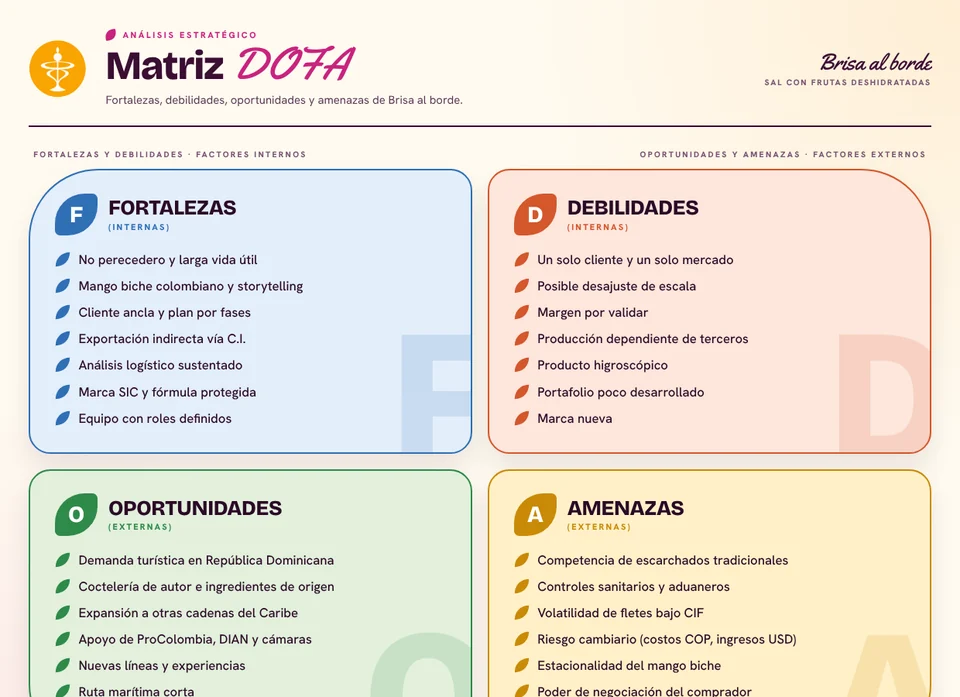 ANÁLISIS ESTRATÉGICO
Matriz DOFA
Fortalezas, debilidades, oportunidades y amenazas de Brisa al borde.
Brisa al borde
SAL CON FRUTAS DESHIDRATADAS
FORTALEZAS Y DEBILIDADES · FACTORES INTERNOS
OPORTUNIDADES Y AMENAZAS · FACTORES EXTERNOS
F
FORTALEZAS
(INTERNAS)
No perecedero y larga vida útil
Mango biche colombiano y storytelling
Cliente ancla y plan por fases
Exportación indirecta vía C.I.
Análisis logístico sustentado
Marca SIC y fórmula protegida
Equipo con roles definidos
F
D
DEBILIDADES
(INTERNAS)
Un solo cliente y un solo mercado
Posible desajuste de escala
Margen por validar
Producción dependiente de terceros
Producto higroscópico
Portafolio poco desarrollado
Marca nueva
D
O
OPORTUNIDADES
(EXTERNAS)
Demanda turística en República Dominicana
Coctelería de autor e ingredientes de origen
Expansión a otras cadenas del Caribe
Apoyo de ProColombia, DIAN y cámaras
Nuevas líneas y experiencias
Ruta marítima corta
O
A
AMENAZAS
(EXTERNAS)
Competencia de escarchados tradicionales
Controles sanitarios y aduaneros
Volatilidad de fletes bajo CIF
Riesgo cambiario (costos COP, ingresos USD)
Estacionalidad del mango biche
Poder de negociación del comprador
A